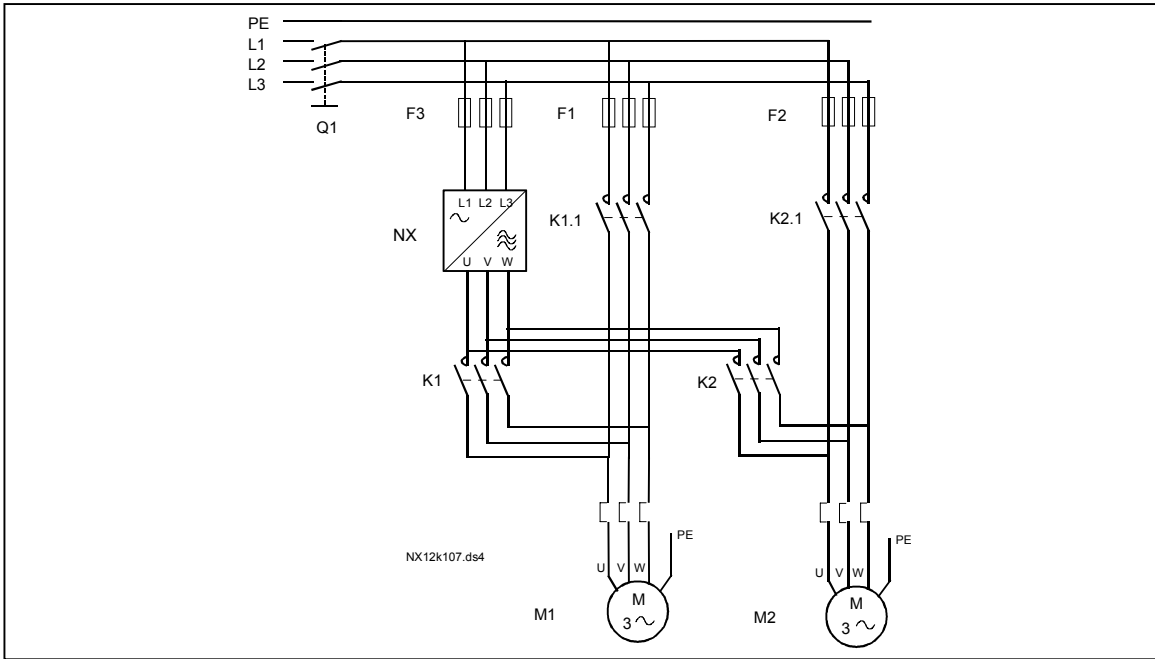 PE
L1
L2
L3
Q1
F3
F1
F2
L1 L2 L3
NX
U V W
K1.1
K2.1
K1
K2
NX12k107.ds4
PE
PE
U V W
U V W
M1
M
3
M2
M
3